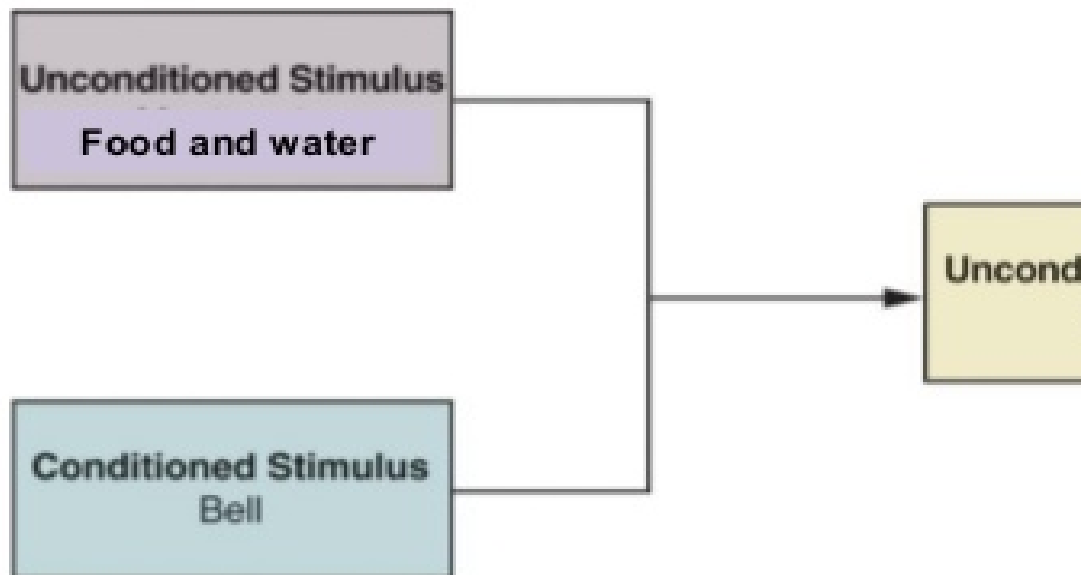 Unconditioned Stimulus
Food and water
Uncond
Conditioned Stimulus
Bell